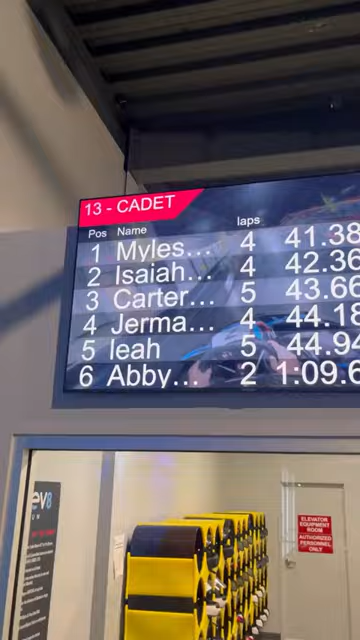 13 - CADET
Pos Name laps
1 Myles... 4 41.38
2 Isaiah... 4 42.36
3 Carter... 5 43.66
4 Jerma... 4 44.18
5 leah 5 44.94
6 Abby... 2 1:09.6
ELEVATOR
EQUIPMENT
ROOM
AUTHORIZED
PERSONNEL
ONLY